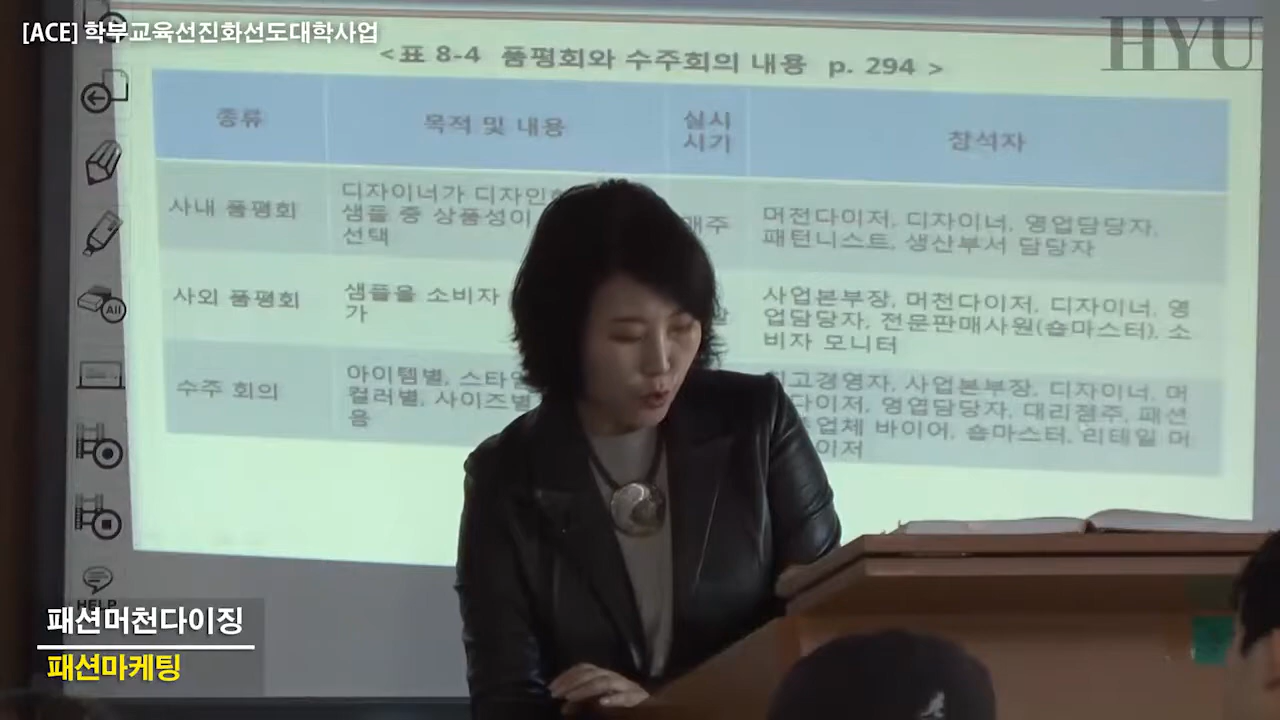 [ACE] 학부교육선진화선도대학사업
HYU
<표 8-4 품평회와 수주회의 내용 p. 294 >
종류
목적 및 내용
실시
시기
참석자
사내 품평회
디자이너가 디자인
샘플 중 상품성이
선택
매주
머천다이저, 디자이너, 영업담당자,
패턴니스트, 생산부서 담당자
사외 품평회
샘플을 소비자
가
사업본부장, 머천다이저, 디자이너, 영
업담당자, 전문판매사원(숍마스터), 소
비자 모니터
수주 회의
아이템별, 스타일
컬러별, 사이즈별
음
최고경영자, 사업본부장, 디자이너, 머
다이저, 영업담당자, 대리점주, 패션
업체 바이어, 숍마스터, 리테일 머
이저
All
HELP
패션머천다이징
패션마케팅